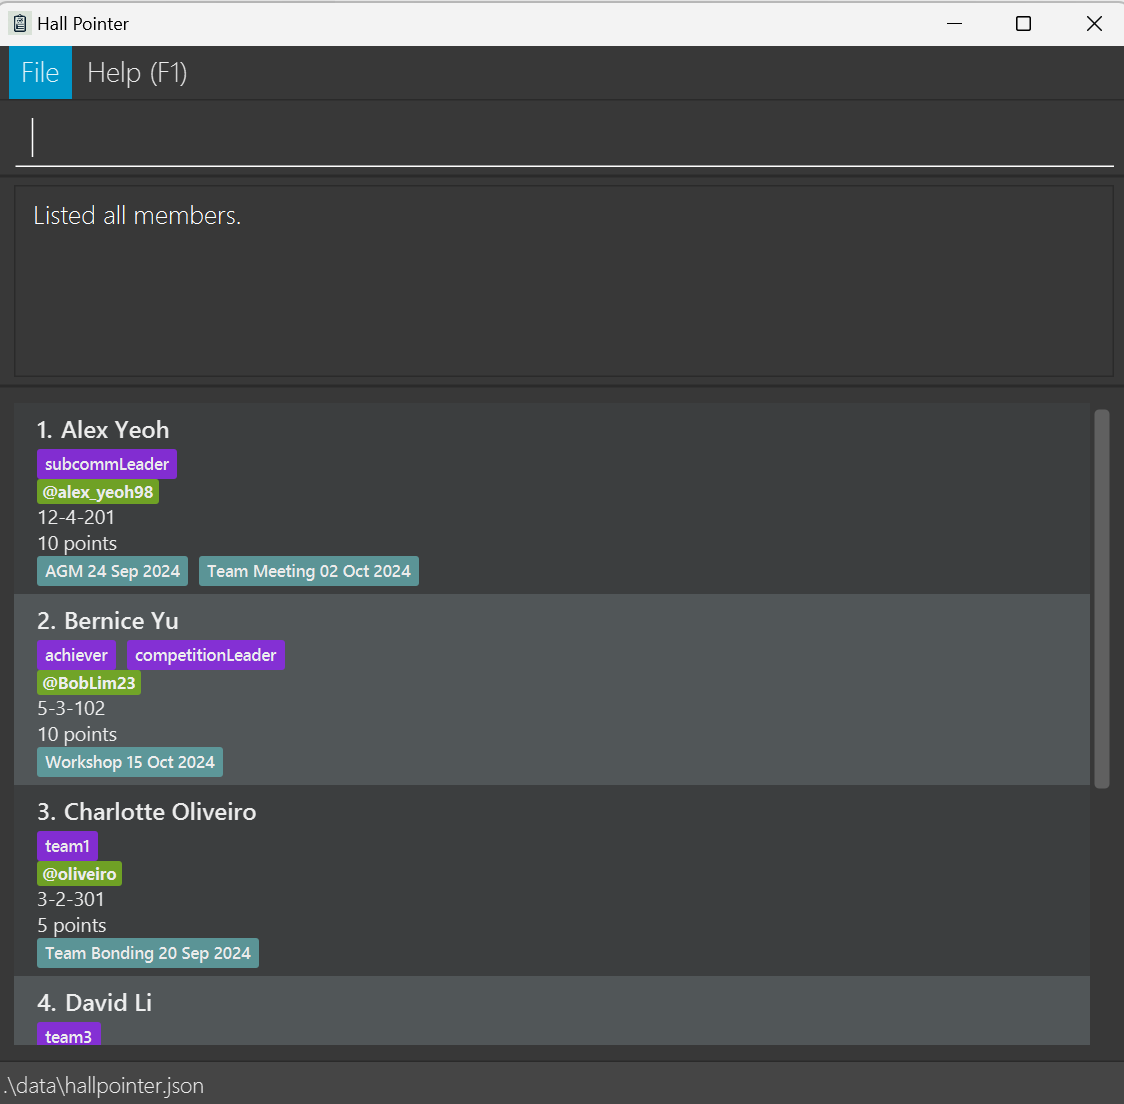 Hall Pointer
File Help (F1)
Listed all members.
1. Alex Yeoh
subcommLeader
@alex_yeoh98
12-4-201
10 points
AGM 24 Sep 2024 Team Meeting 02 Oct 2024
2. Bernice Yu
achiever competitionLeader
@BobLim23
5-3-102
10 points
Workshop 15 Oct 2024
3. Charlotte Oliveiro
team1
@oliveiro
3-2-301
5 points
Team Bonding 20 Sep 2024
4. David Li
team3
.\data\hallpointer.json